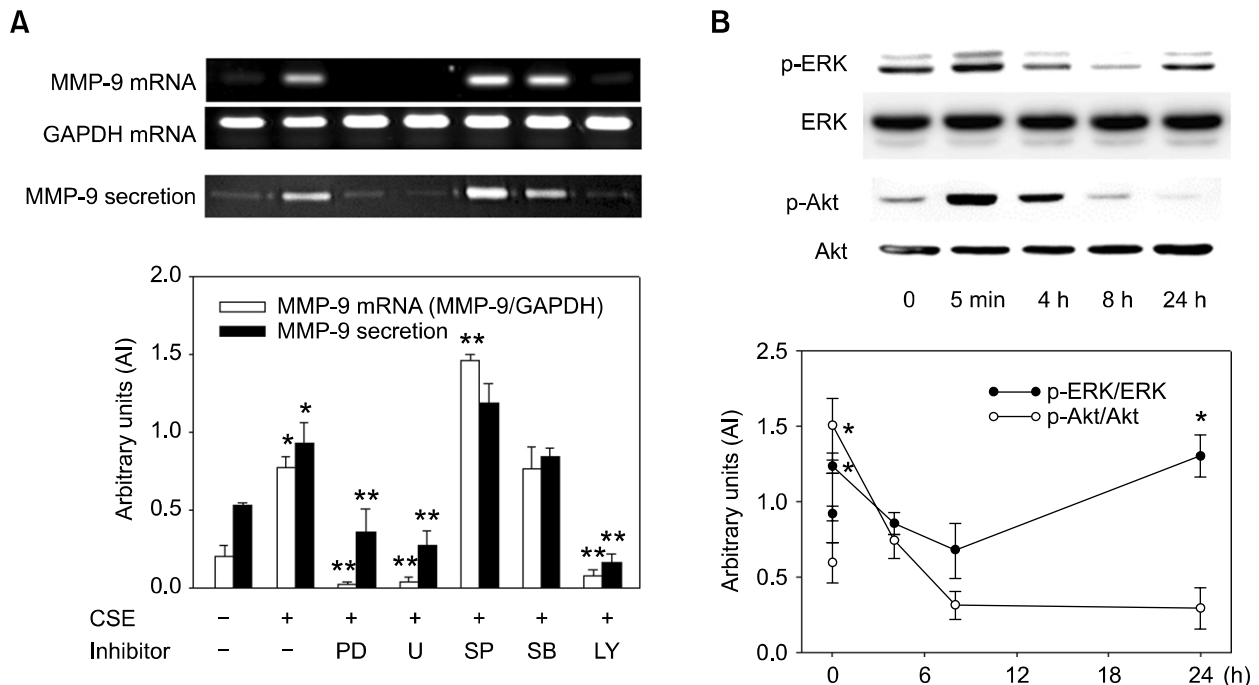 A
MMP-9 mRNA
GAPDH mRNA
MMP-9 secretion
2.0
1.5
1.0
0.5
0.0
Arbitrary units (AI)
MMP-9 mRNA (MMP-9/GAPDH)
MMP-9 secretion
* * ** ** ** ** ** ** **
CSE – + + + + + +
Inhibitor – – PD U SP SB LY
B
p-ERK
ERK
p-Akt
Akt
0 5 min 4 h 8 h 24 h
2.5
1.5
1.0
0.5
0.0
Arbitrary units (AI)
p-ERK/ERK
p-Akt/Akt
* * *
0 6 12 18 24 (h)